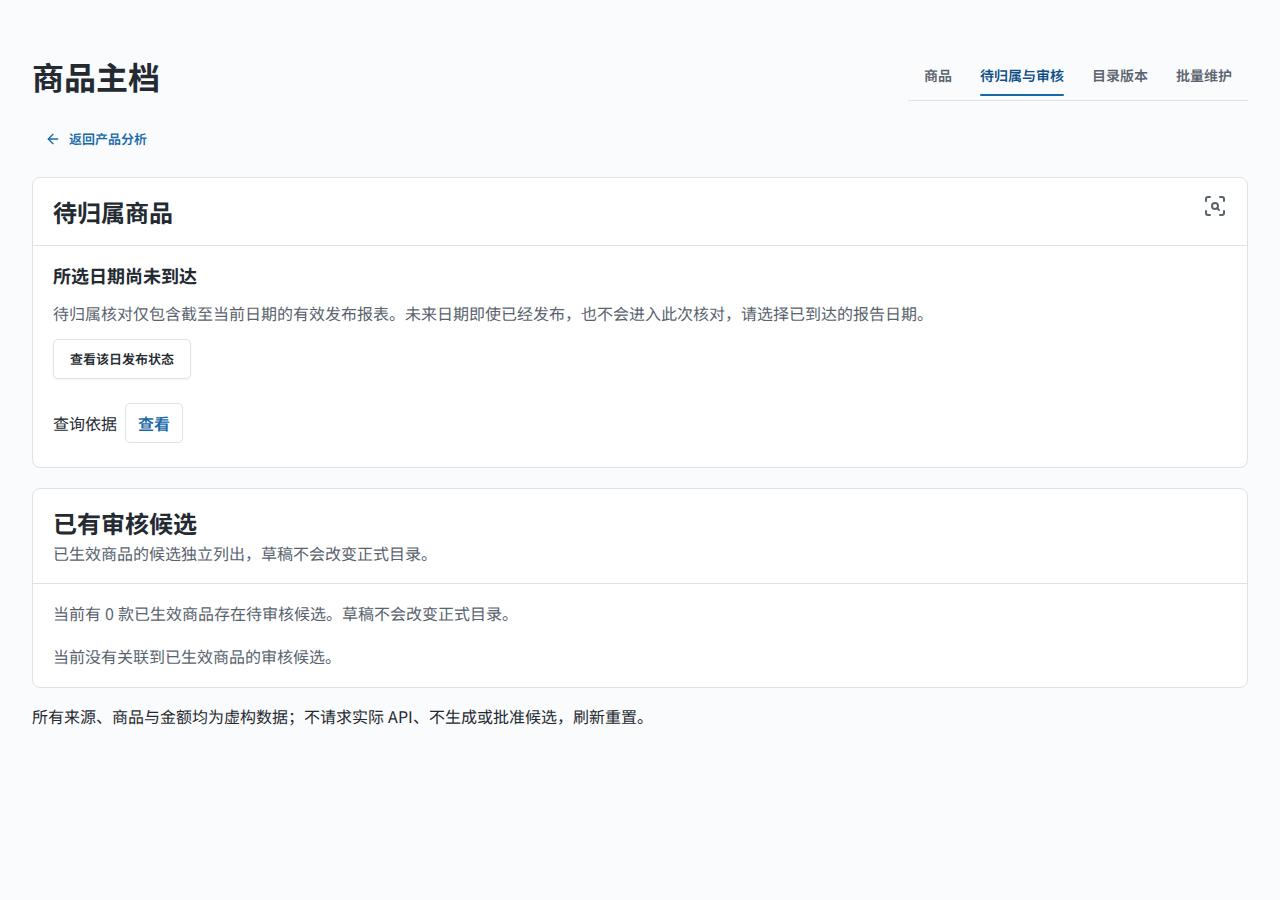 商品主档
商品
待归属与审核
目录版本
批量维护
返回产品分析
待归属商品
所选日期尚未到达
待归属核对仅包含截至当前日期的有效发布报表。未来日期即使已经发布，也不会进入此次核对，请选择已到达的报告日期。
查看该日发布状态
查询依据 查看
已有审核候选
已生效商品的候选独立列出，草稿不会改变正式目录。
当前有 0 款已生效商品存在待审核候选。草稿不会改变正式目录。
当前没有关联到已生效商品的审核候选。
所有来源、商品与金额均为虚构数据；不请求实际 API、不生成或批准候选，刷新重置。